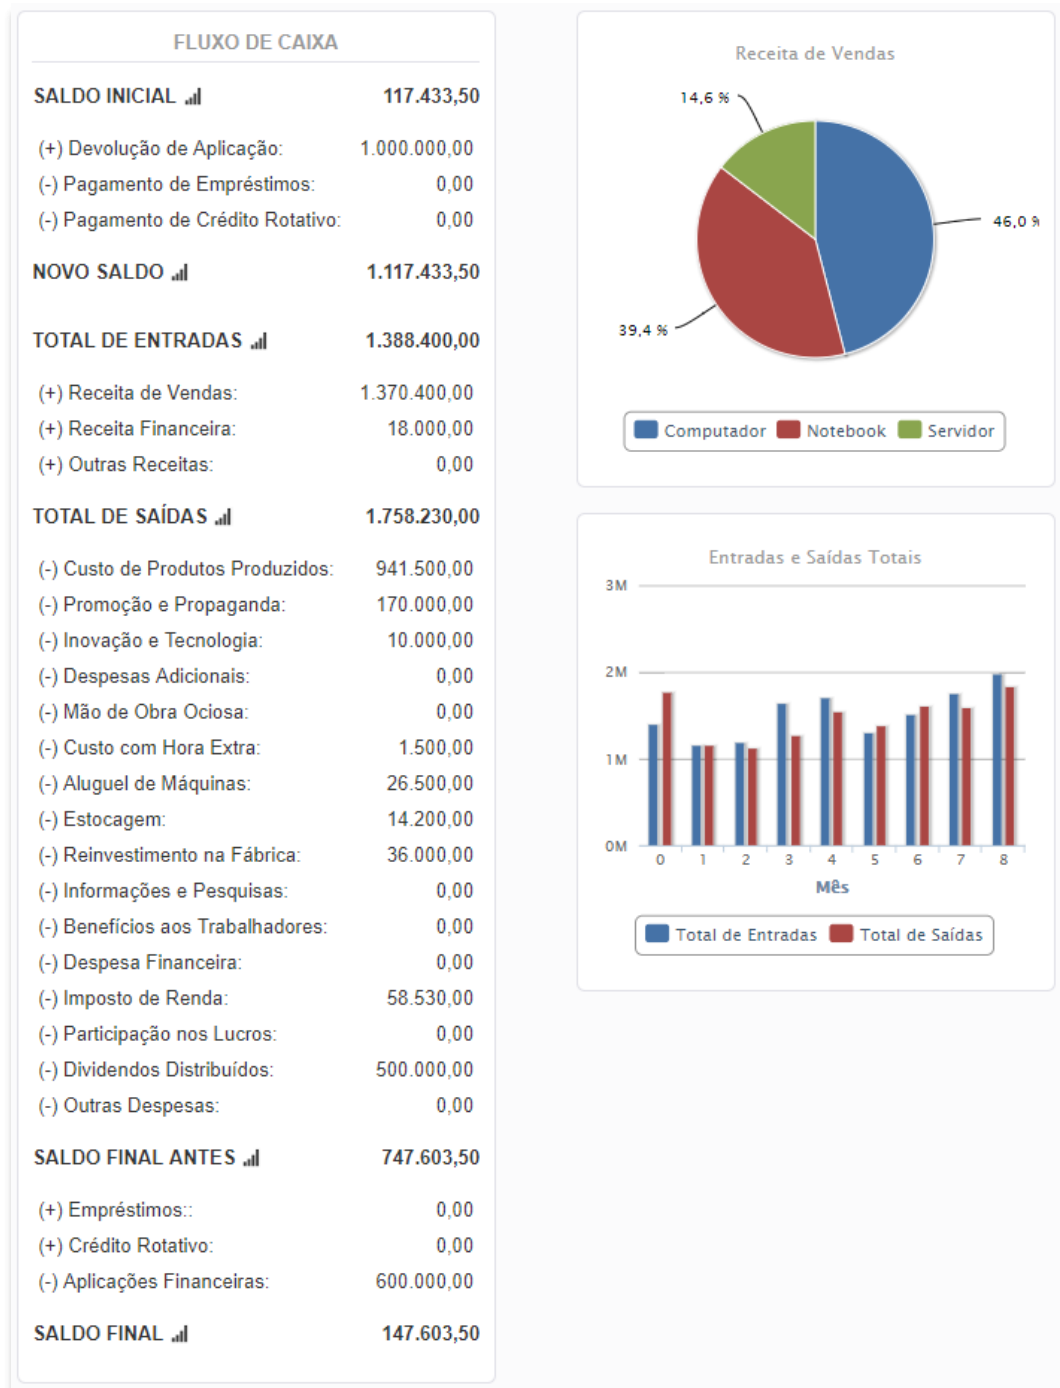 FLUXO DE CAIXA
SALDO INICIAL 117.433,50
(+) Devolução de Aplicação: 1.000.000,00
(-) Pagamento de Empréstimos: 0,00
(-) Pagamento de Crédito Rotativo: 0,00
NOVO SALDO 1.117.433,50
TOTAL DE ENTRADAS 1.388.400,00
(+) Receita de Vendas: 1.370.400,00
(+) Receita Financeira: 18.000,00
(+) Outras Receitas: 0,00
TOTAL DE SAÍDAS 1.758.230,00
(-) Custo de Produtos Produzidos: 941.500,00
(-) Promoção e Propaganda: 170.000,00
(-) Inovação e Tecnologia: 10.000,00
(-) Despesas Adicionais: 0,00
(-) Mão de Obra Ociosa: 0,00
(-) Custo com Hora Extra: 1.500,00
(-) Aluguel de Máquinas: 26.500,00
(-) Estocagem: 14.200,00
(-) Reinvestimento na Fábrica: 36.000,00
(-) Informações e Pesquisas: 0,00
(-) Benefícios aos Trabalhadores: 0,00
(-) Despesa Financeira: 0,00
(-) Imposto de Renda: 58.530,00
(-) Participação nos Lucros: 0,00
(-) Dividendos Distribuídos: 500.000,00
(-) Outras Despesas: 0,00
SALDO FINAL ANTES 747.603,50
(+) Empréstimos:: 0,00
(+) Crédito Rotativo: 0,00
(-) Aplicações Financeiras: 600.000,00
SALDO FINAL 147.603,50
Receita de Vendas
14,6 %
46,0 %
39,4 %
Computador Notebook Servidor
Entradas e Saídas Totais
3M
2M
1M
0M
0 1 2 3 4 5 6 7 8
Mês
Total de Entradas Total de Saídas